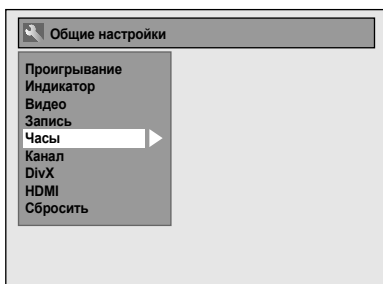 Общие настройки
Проигрывание
Индикатор
Видео
Запись
Часы
Канал
DivX
HDMI
Сбросить